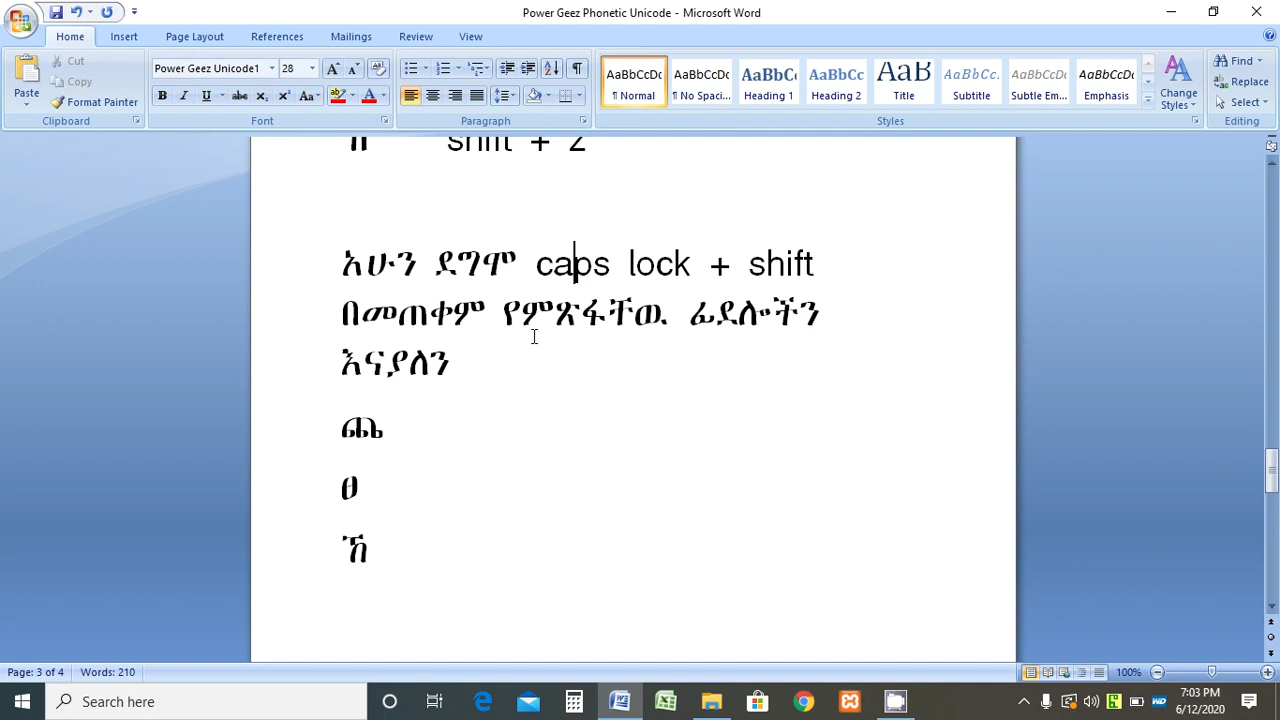 Power Geez Phonetic Unicode - Microsoft Word
Home Insert Page Layout References Mailings Review View
Paste
Cut
Copy
Format Painter
Clipboard
Power Geez Unicode1 28
Font
Paragraph
AaBbCcDc AaBbCcDc AaBbC AaBbCc AaB AaBbCc. AaBbCcDc AaBbCcDc
¶ Normal ¶ No Spaci... Heading 1 Heading 2 Title Subtitle Subtle Em... Emphasis
Styles
Change Styles
Find
Replace
Select
Editing
shift + 2
አሁን ደግሞ caps lock + shift
በመጠቀም የምጽፋቸዉ ፊደሎችን
እናያለን
ጨ
ፀ
ኸ
Page: 3 of 4 Words: 210 100%
Search here
7:03 PM
6/12/2020